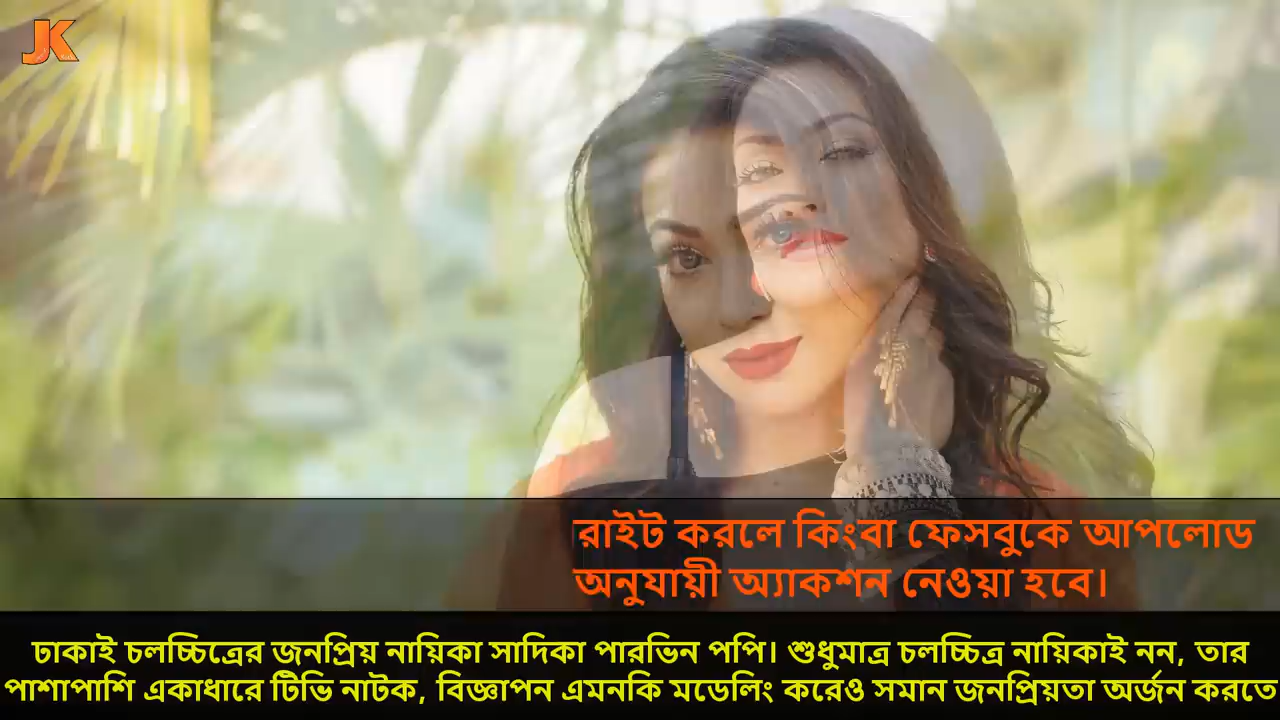 JK
রাইট করলে কিংবা ফেসবুকে আপলোড
অনুযায়ী অ্যাকশন নেওয়া হবে।
ঢাকাই চলচ্চিত্রের জনপ্রিয় নায়িকা সাদিকা পারভিন পপি। শুধুমাত্র চলচ্চিত্র নায়িকাই নন, তার
পাশাপাশি একাধারে টিভি নাটক, বিজ্ঞাপন এমনকি মডেলিং করেও সমান জনপ্রিয়তা অর্জন করতে